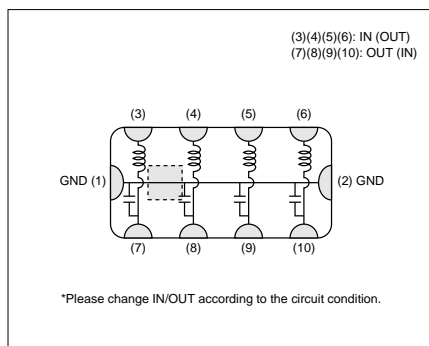 (3)(4)(5)(6): IN (OUT)
(7)(8)(9)(10): OUT (IN)
(3) (4) (5) (6)
GND (1) (2) GND
(7) (8) (9) (10)
*Please change IN/OUT according to the circuit condition.